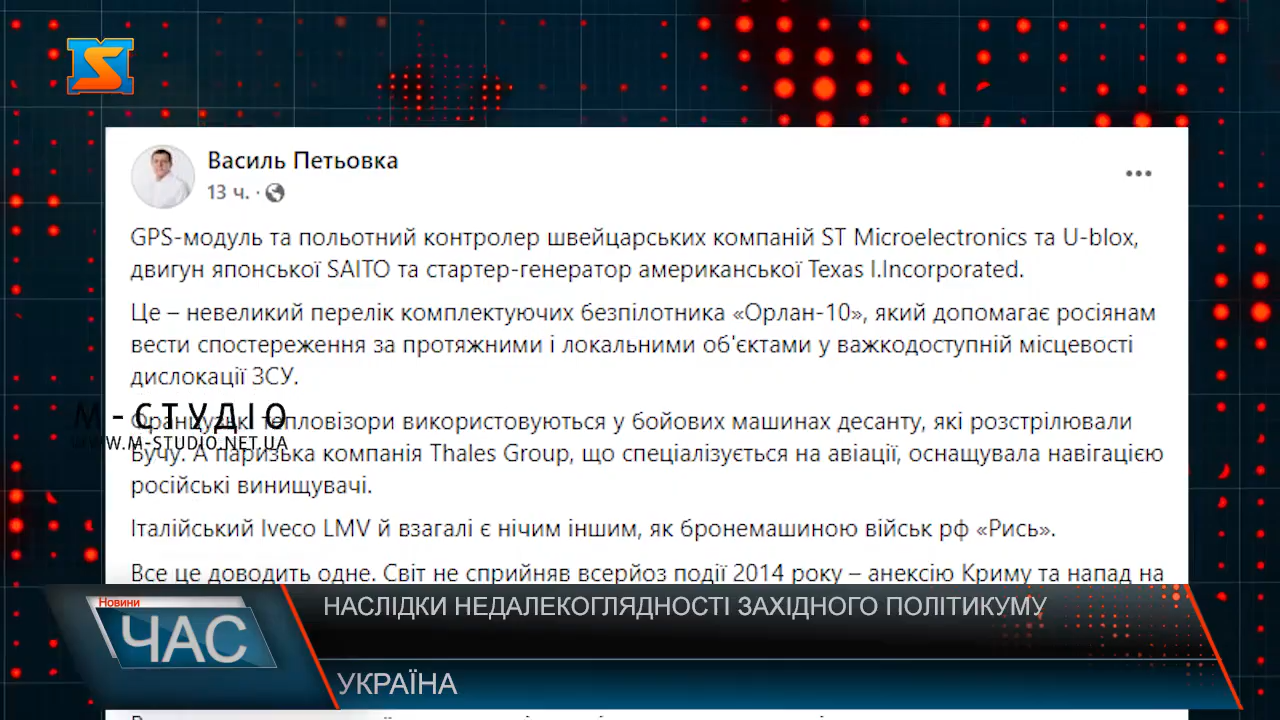 Василь Петьовка
13 ч. ·
GPS-модуль та польотний контролер швейцарських компаній ST Microelectronics та U-blox,
двигун японської SAITO та стартер-генератор американської Texas I.Incorporated.
Це – невеликий перелік комплектуючих безпілотника «Орлан-10», який допомагає росіянам
вести спостереження за протяжними і локальними об'єктами у важкодоступній місцевості
дислокації ЗСУ.
М-СТУДІО
Французькі тепловізори використовуються у бойових машинах десанту, які розстрілювали
WWW.M-STUDIO.NET.UA
Бучу. А паризька компанія Thales Group, що спеціалізується на авіації, оснащувала навігацією
російські винищувачі.
Італійський Iveco LMV й взагалі є нічим іншим, як бронемашиною військ рф «Рись».
Все це доводить одне. Світ не сприйняв всерйоз події 2014 року – анексію Криму та напад на
Новини
ЧАС
НАСЛІДКИ НЕДАЛЕКОГЛЯДНОСТІ ЗАХІДНОГО ПОЛІТИКУМУ
УКРАЇНА